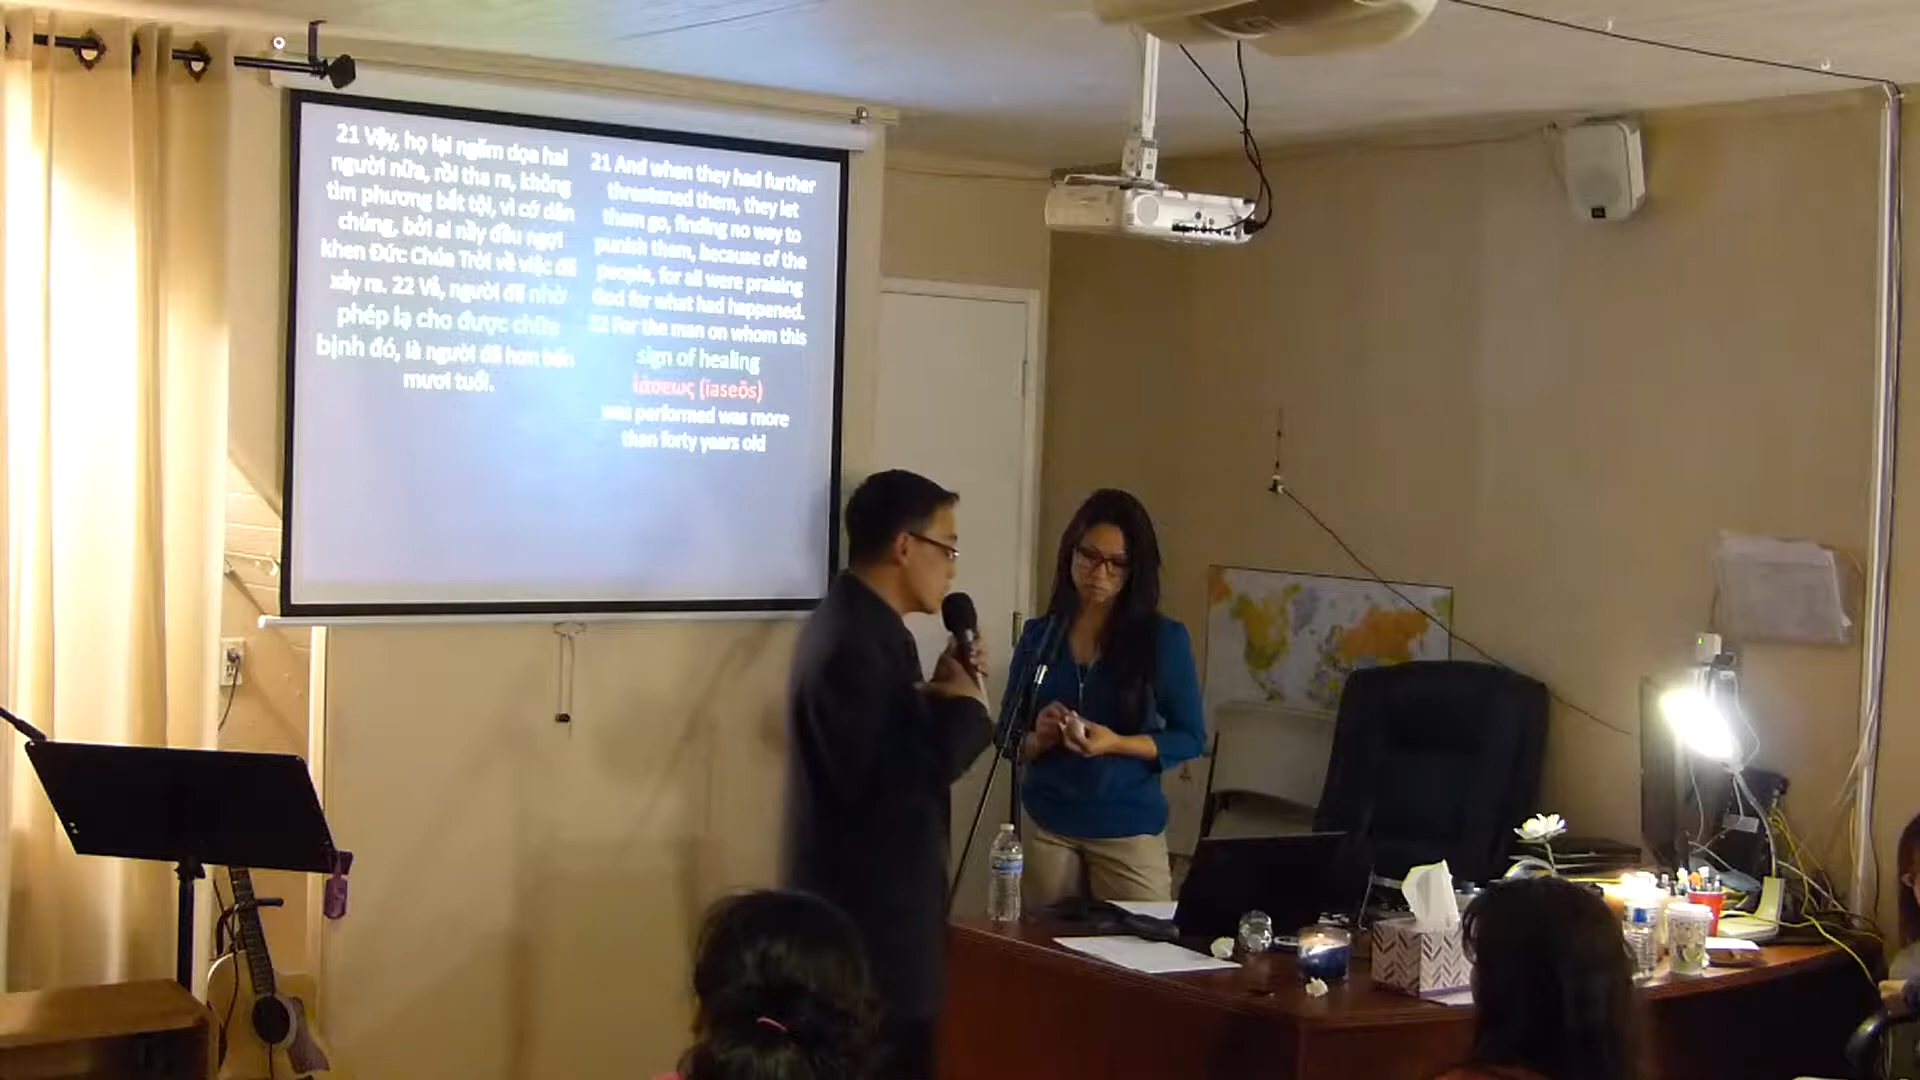 21 Vậy, họ lại ngăm dọa hai
người nữa, rồi tha ra, không
tìm phương bắt tội, vì cớ dân
chúng, bởi ai nấy đều ngợi
khen Đức Chúa Trời về việc đã
xảy ra. 22 Vả, người đã nhờ
phép lạ cho được chữa
bịnh đó, là người đã hơn bốn
mươi tuổi.
21 And when they had further
threatened them, they let
them go, finding no way to
punish them, because of the
people, for all were praising
God for what had happened.
22 For the man on whom this
sign of healing
ἰάσεως (iaseōs)
was performed was more
than forty years old